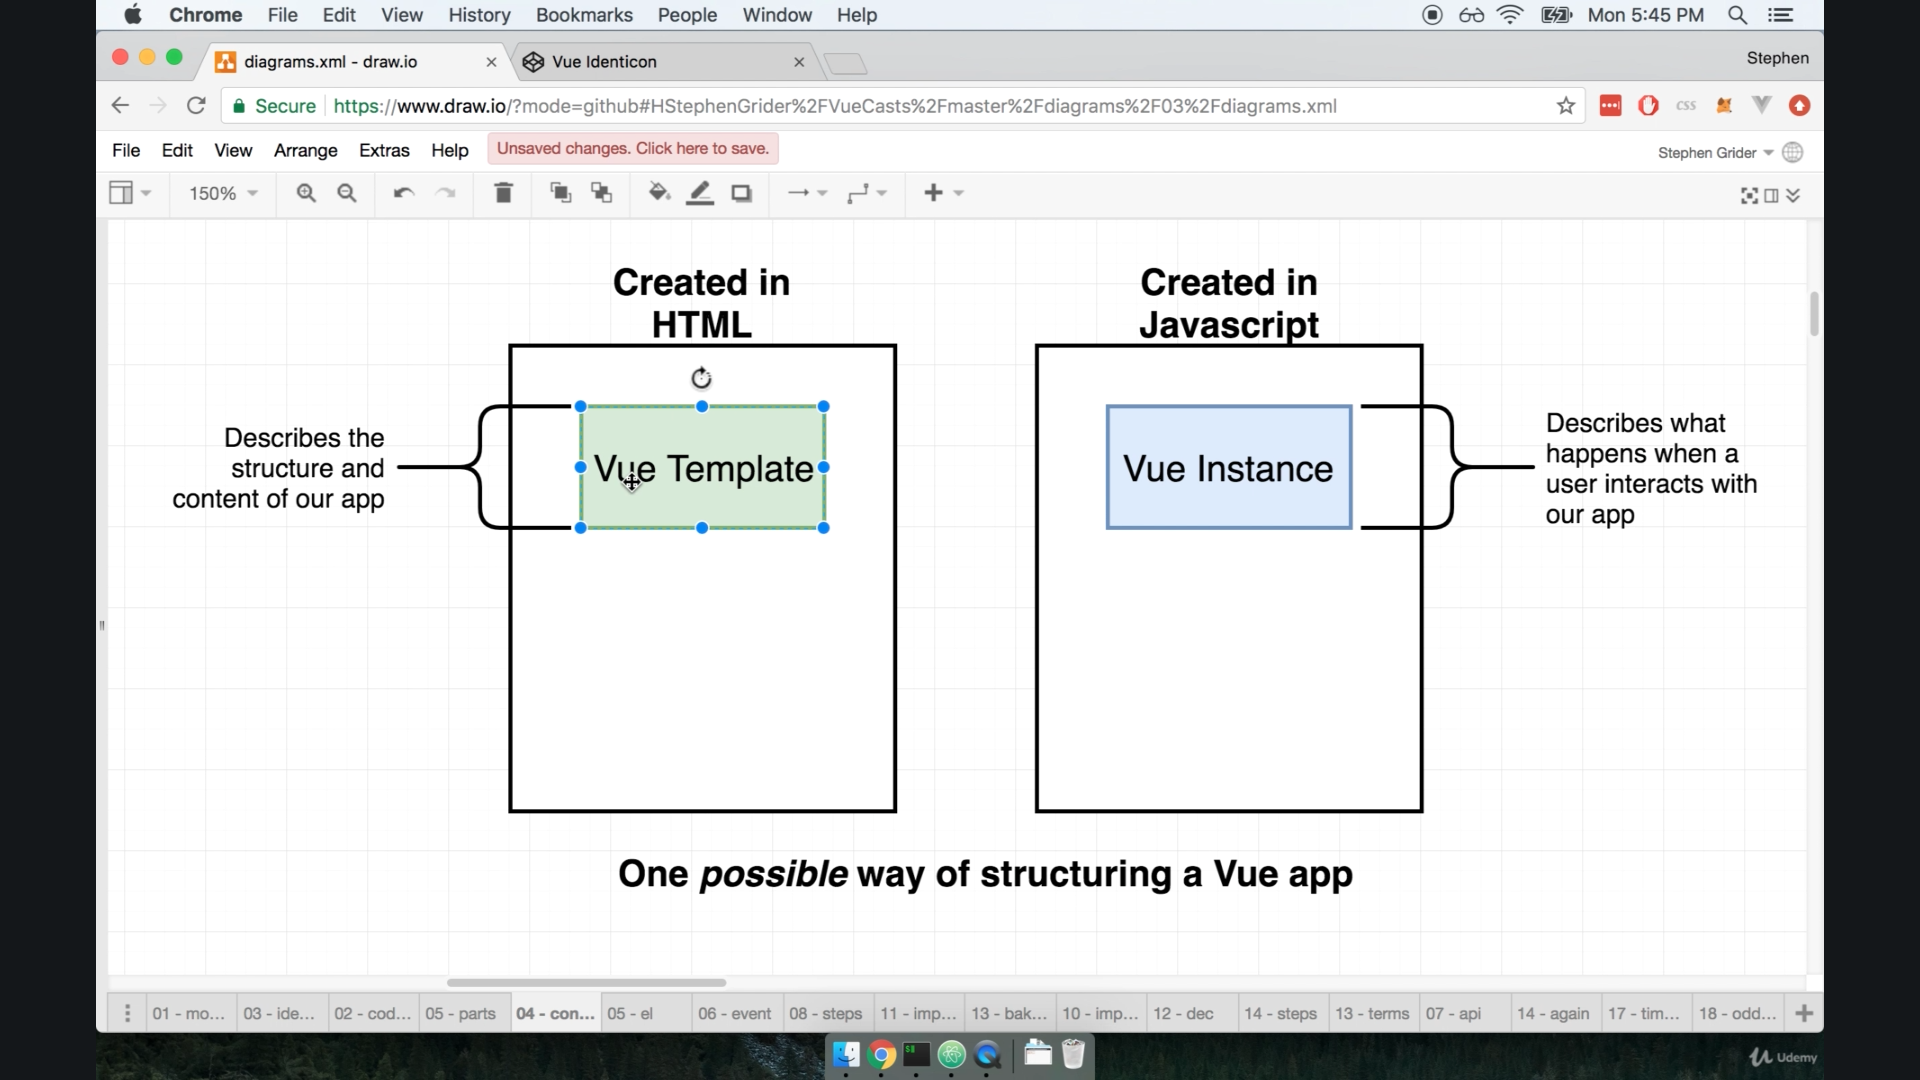 Chrome File Edit View History Bookmarks People Window Help Mon 5:45 PM
diagrams.xml - draw.io Vue Identicon Stephen
Secure https://www.draw.io/?mode=github#HStephenGrider%2FVueCasts%2Fmaster%2Fdiagrams%2F03%2Fdiagrams.xml CSS
File Edit View Arrange Extras Help Unsaved changes. Click here to save. Stephen Grider
150%
Created in
HTML
Created in
Javascript
Describes the
structure and
content of our app
Vue Template
Vue Instance
Describes what
happens when a
user interacts with
our app
One possible way of structuring a Vue app
01 - mo... 03 - ide... 02 - cod... 05 - parts 04 - con... 05 - el 06 - event 08 - steps 11 - imp... 13 - bak... 10 - imp... 12 - dec 14 - steps 13 - terms 07 - api 14 - again 17 - tim... 18 - odd...
Udemy